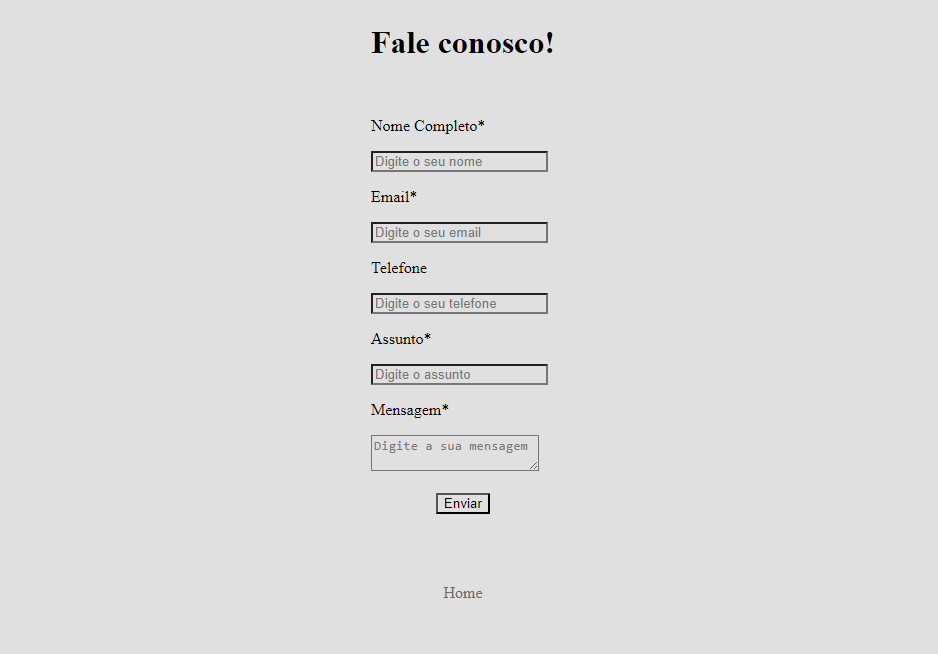 Fale conosco!
Nome Completo*
Digite o seu nome
Email*
Digite o seu email
Telefone
Digite o seu telefone
Assunto*
Digite o assunto
Mensagem*
Digite a sua mensagem
Enviar
Home